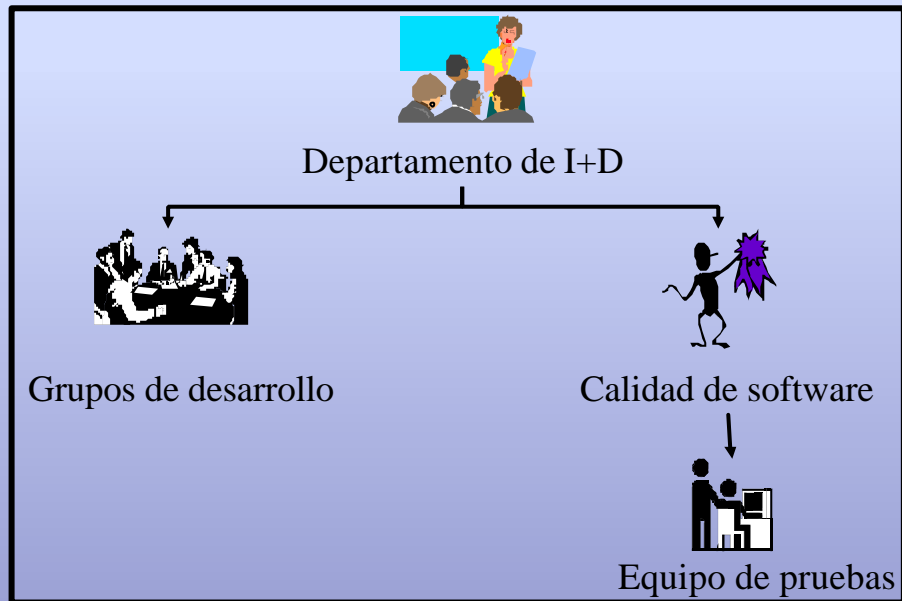 Departamento de I+D
Grupos de desarrollo
Calidad de software
Equipo de pruebas